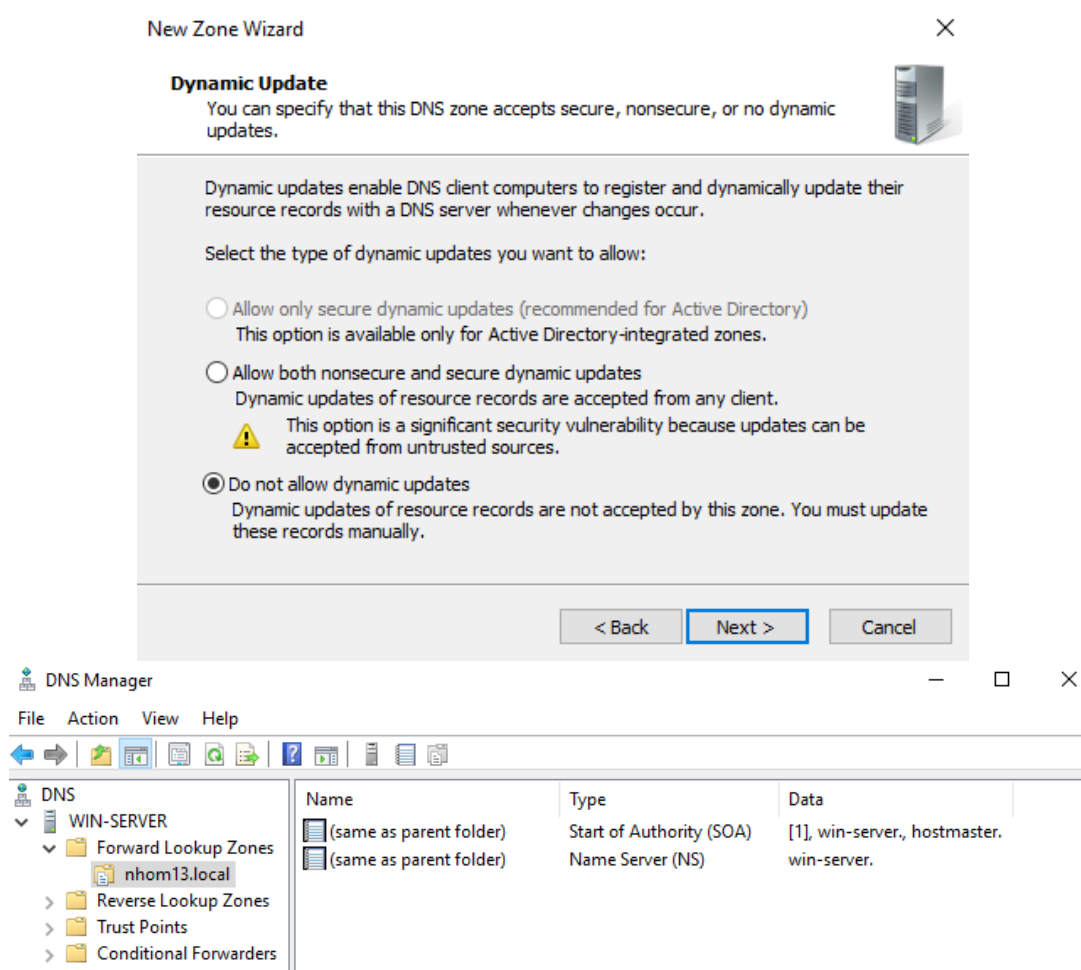 New Zone Wizard
Dynamic Update
You can specify that this DNS zone accepts secure, nonsecure, or no dynamic
updates.
Dynamic updates enable DNS client computers to register and dynamically update their
resource records with a DNS server whenever changes occur.
Select the type of dynamic updates you want to allow:
Allow only secure dynamic updates (recommended for Active Directory)
This option is available only for Active Directory-integrated zones.
Allow both nonsecure and secure dynamic updates
Dynamic updates of resource records are accepted from any client.
This option is a significant security vulnerability because updates can be
accepted from untrusted sources.
Do not allow dynamic updates
Dynamic updates of resource records are not accepted by this zone. You must update
these records manually.
< Back Next > Cancel
DNS Manager
File Action View Help
DNS
WIN-SERVER
Forward Lookup Zones
nhom13.local
Reverse Lookup Zones
Trust Points
Conditional Forwarders
Name Type Data
(same as parent folder) Start of Authority (SOA) [1], win-server., hostmaster.
(same as parent folder) Name Server (NS) win-server.